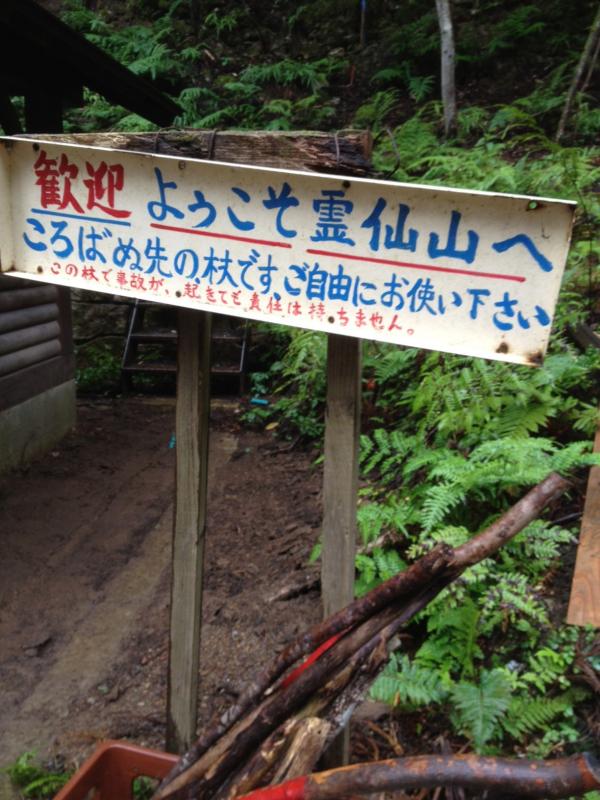 歓迎 ようこそ霊仙山へ
ころばぬ先の杖です、ご自由にお使い下さい
この杖で事故が、起きても責任は持ちません。